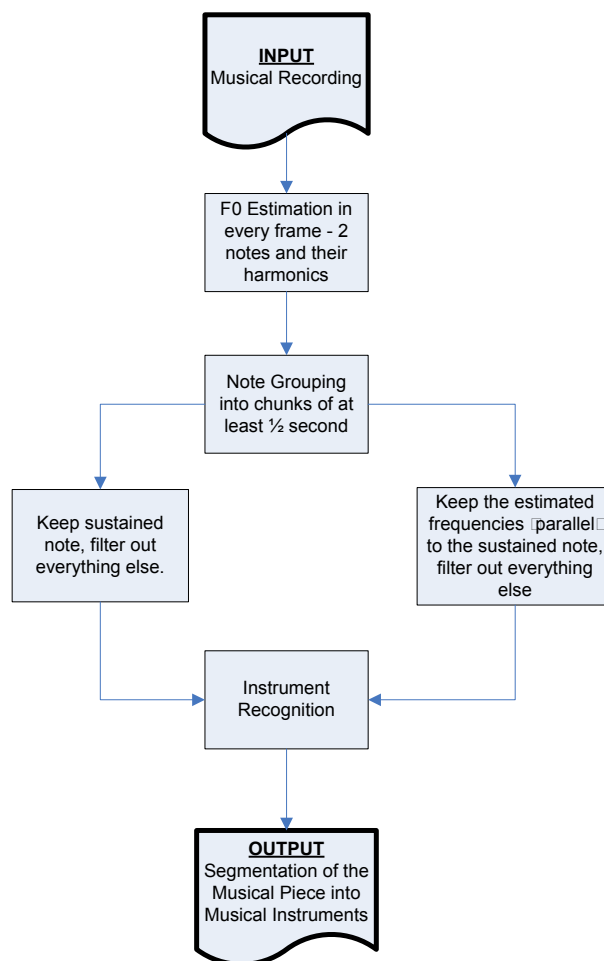 INPUT
Musical Recording
F0 Estimation in
every frame - 2
notes and their
harmonics
Note Grouping
into chunks of at
least ½ second
Keep sustained
note, filter out
everything else.
Keep the estimated
frequencies □parallel□
to the sustained note,
filter out everything
else
Instrument
Recognition
OUTPUT
Segmentation of the
Musical Piece into
Musical Instruments